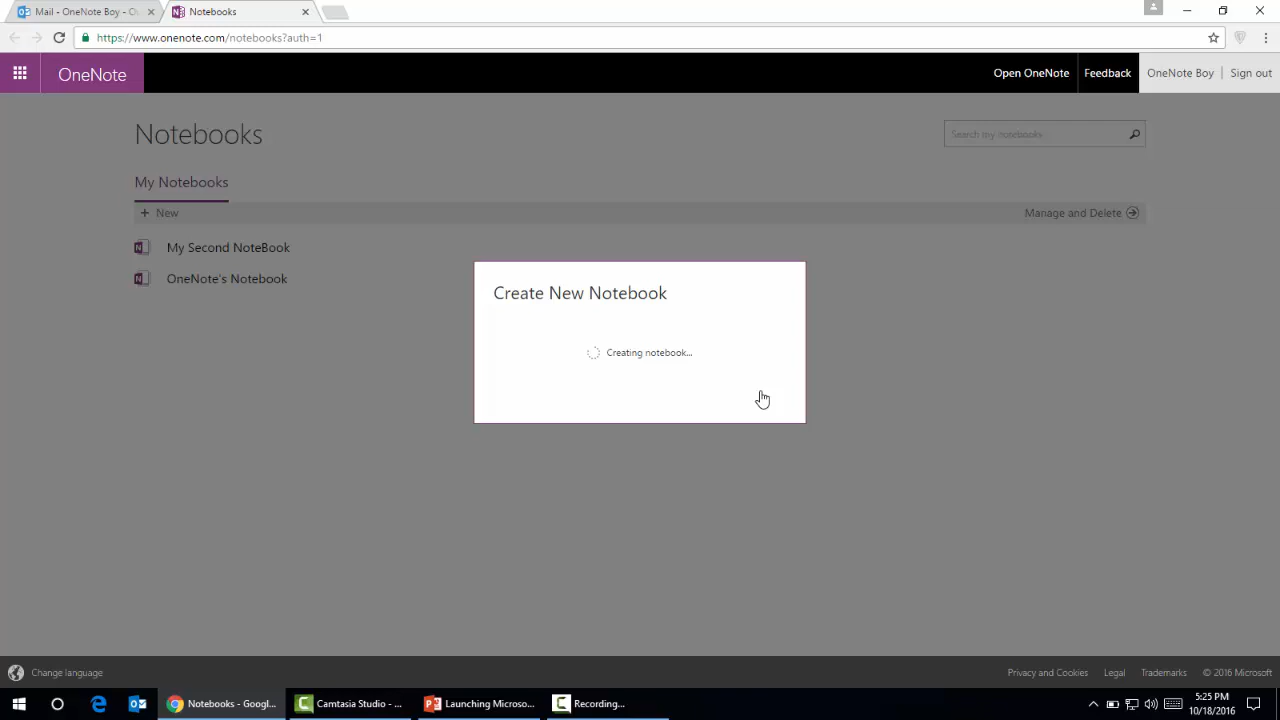 Mail - OneNote Boy - O
Notebooks
https://www.onenote.com/notebooks?auth=1
OneNote
Open OneNote
Feedback
OneNote Boy
Sign out
Notebooks
Search my notebooks...
My Notebooks
+ New
Manage and Delete
My Second NoteBook
OneNote's Notebook
Create New Notebook
Creating notebook...
Change language
Privacy and Cookies
Legal
Trademarks
© 2016 Microsoft
Notebooks - Googl...
Camtasia Studio - ...
Launching Microso...
Recording...
5:25 PM
10/18/2016